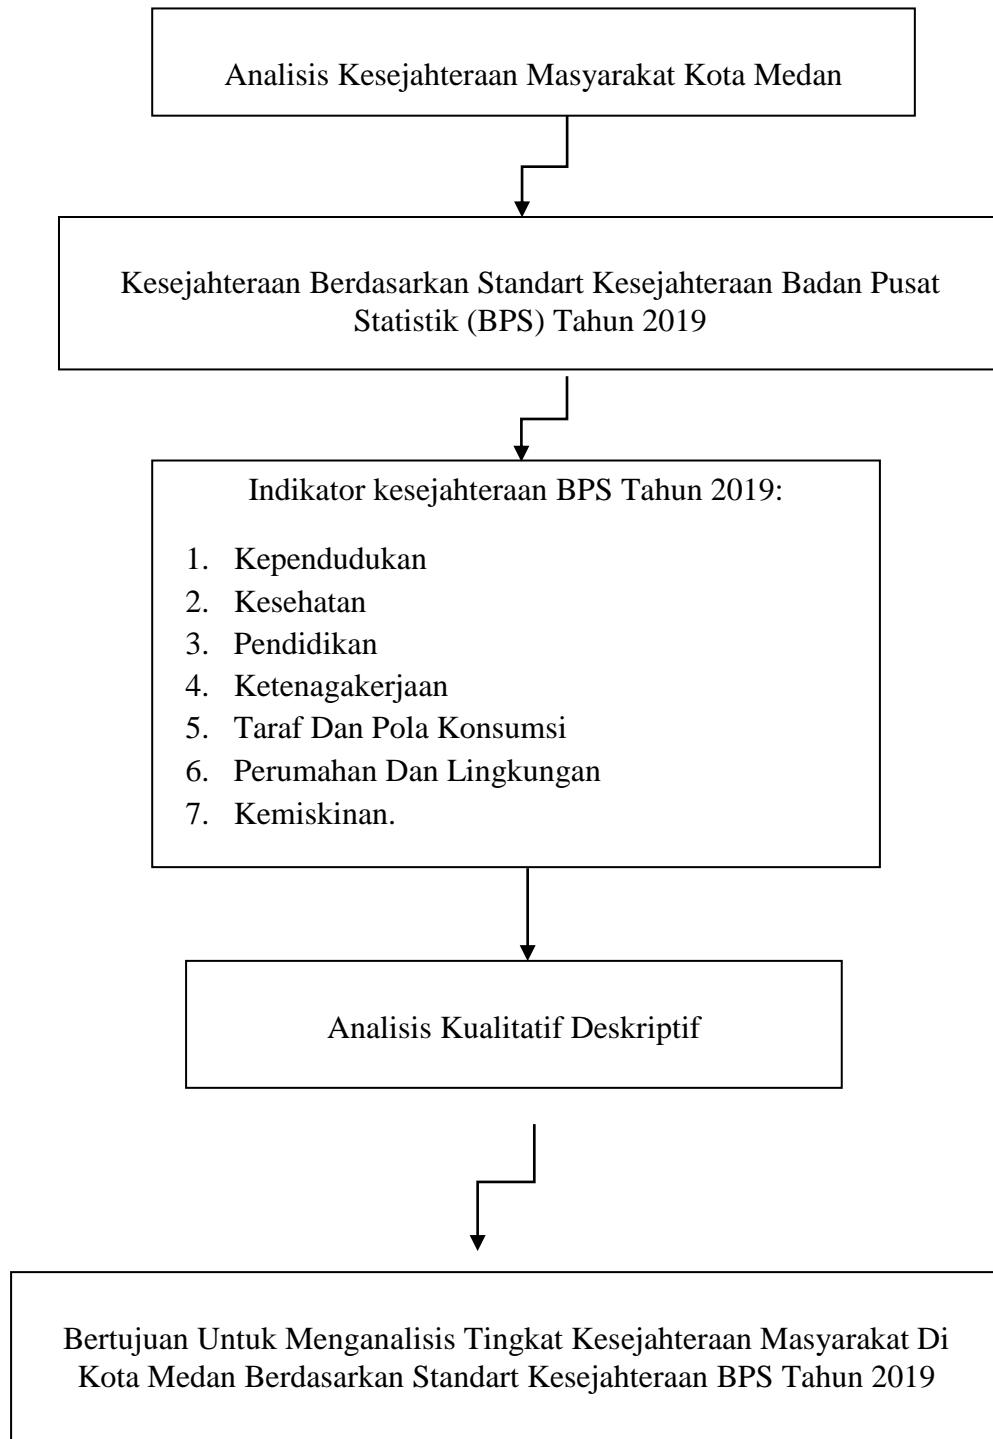 Analisis Kesejahteraan Masyarakat Kota Medan
Kesejahteraan Berdasarkan Standart Kesejahteraan Badan Pusat
Statistik (BPS) Tahun 2019
Indikator kesejahteraan BPS Tahun 2019:
1. Kependudukan
2. Kesehatan
3. Pendidikan
4. Ketenagakerjaan
5. Taraf Dan Pola Konsumsi
6. Perumahan Dan Lingkungan
7. Kemiskinan.
Analisis Kualitatif Deskriptif
Bertujuan Untuk Menganalisis Tingkat Kesejahteraan Masyarakat Di
Kota Medan Berdasarkan Standart Kesejahteraan BPS Tahun 2019